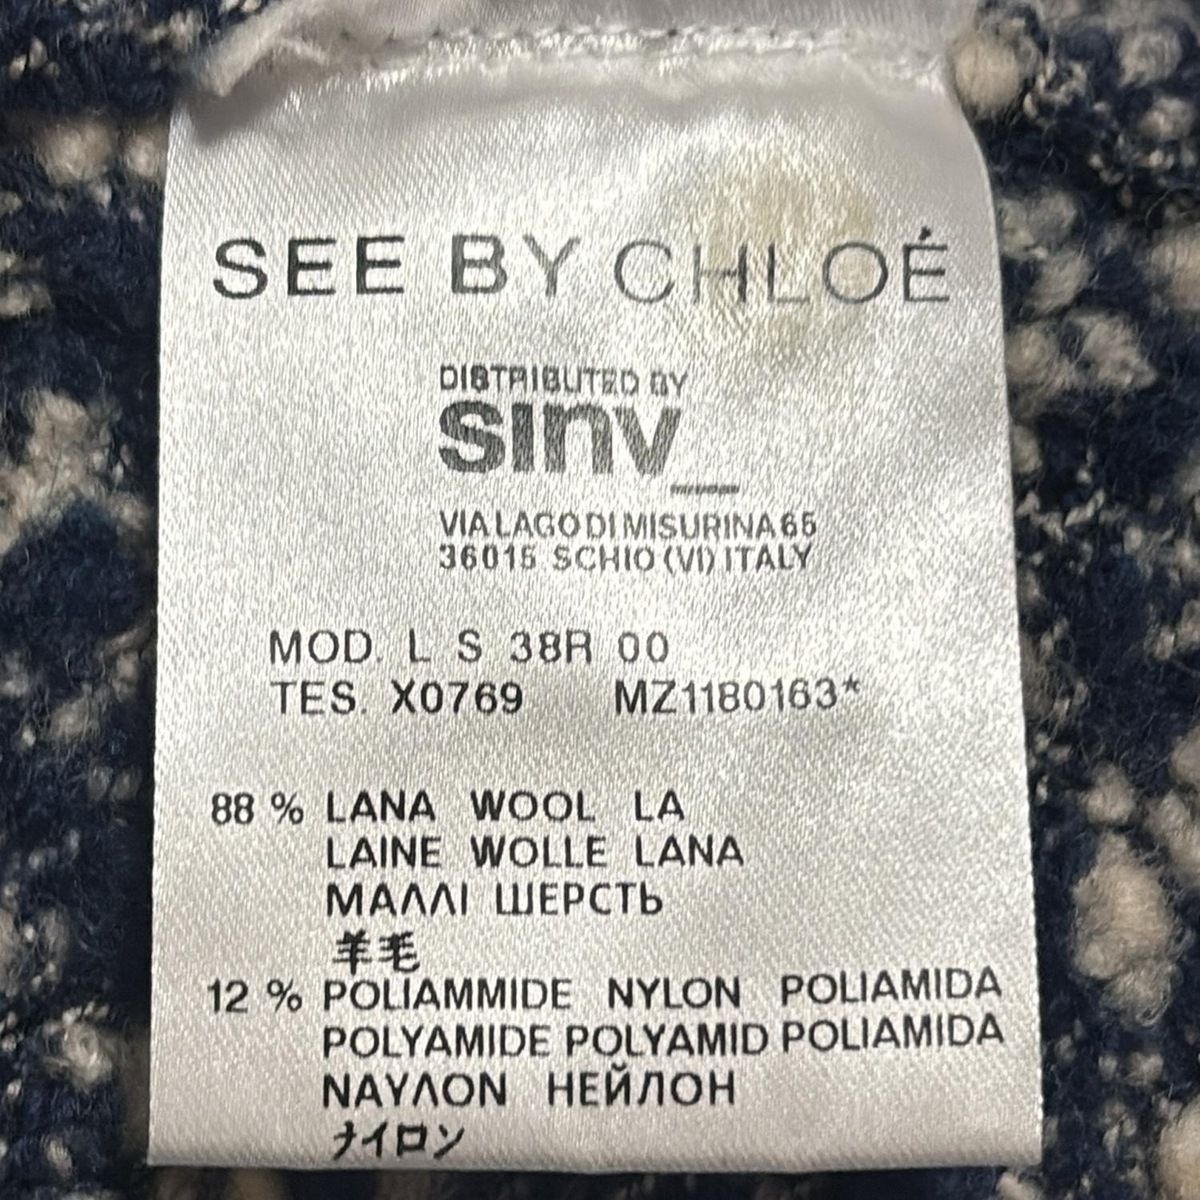 SEE BY CHLOÉ
DISTRIBUTED BY
sinv_
VIA LAGO DI MISURINA 65
36015 SCHIO (VI) ITALY
MOD. L S 38R 00
TES. X0769 MZ1180163*
88 % LANA WOOL LA
LAINE WOLLE LANA
ΜΑΛΛΙ ШЕРСТЬ
羊毛
12 % POLIAMMIDE NYLON POLIAMIDA
POLYAMIDE POLYAMID POLIAMIDA
ΝΑΥΛΟΝ НЕЙЛОН
ナイロン